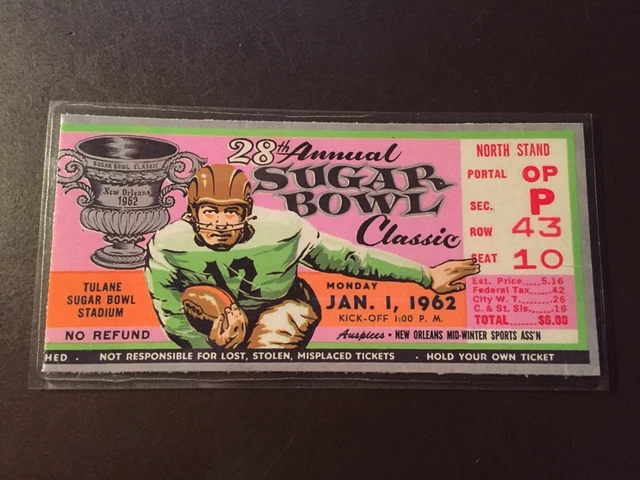 28th Annual
SUGAR
BOWL
Classic
SUGAR BOWL CLASSIC
New Orleans
1962
12
TULANE
SUGAR BOWL
STADIUM
NO REFUND
MONDAY
JAN. 1, 1962
KICK-OFF 1:00 P. M.
Auspices • NEW ORLEANS MID-WINTER SPORTS ASS'N
NORTH STAND
PORTAL OP
SEC. P
ROW 43
SEAT 10
Est. Price.....5.16
Federal Tax.....42
City W. T.......26
C. & St. Sls.....16
TOTAL.....$6.00
HED • NOT RESPONSIBLE FOR LOST, STOLEN, MISPLACED TICKETS • HOLD YOUR OWN TICKET